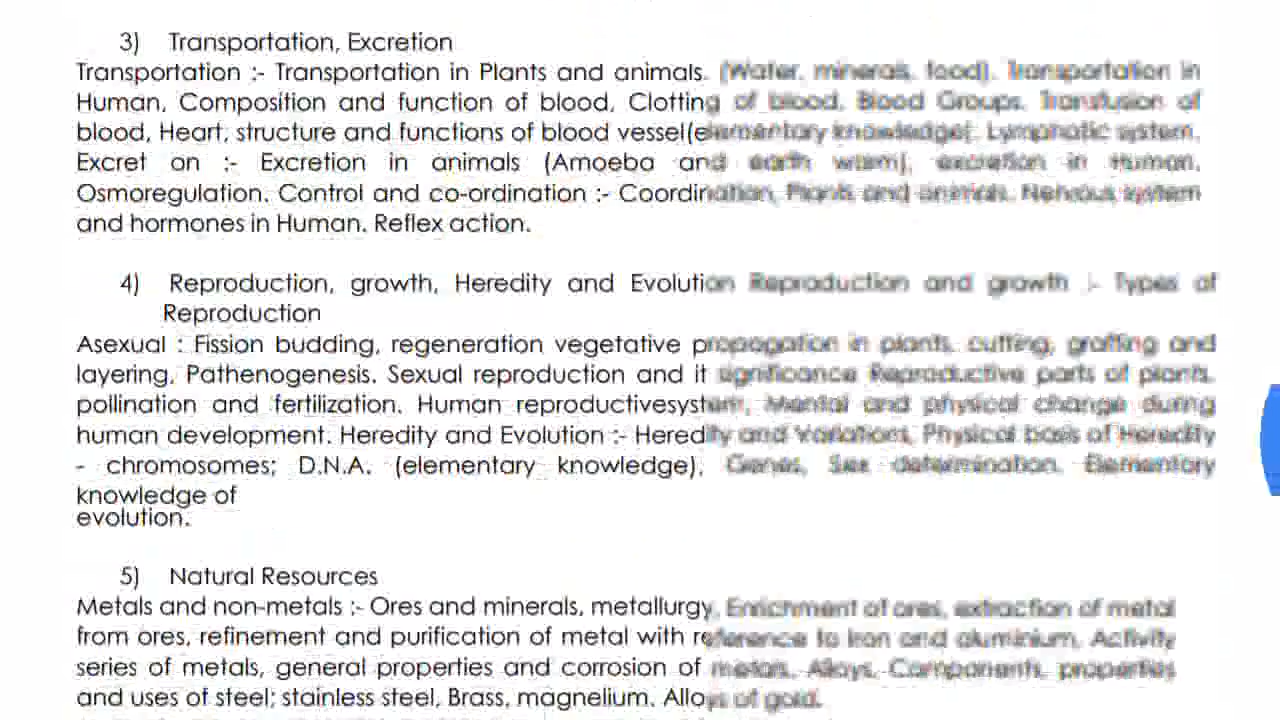 3) Transportation, Excretion
Transportation :- Transportation in Plants and animals. (Water, minerals, food). Transportation in
Human, Composition and function of blood, Clotting of blood, Blood Groups. Transfusion of
blood, Heart, structure and functions of blood vessel(elementary knowledge). Lymphatic system.
Excret on :- Excretion in animals (Amoeba and earth worm), excretion in Human,
Osmoregulation. Control and co-ordination :- Coordination, Plants and animals. Nervous system
and hormones in Human. Reflex action.
4) Reproduction, growth, Heredity and Evolution Reproduction and growth :- Types of
Reproduction
Asexual : Fission budding, regeneration vegetative propagation in plants, cutting, grafting and
layering, Pathenogenesis. Sexual reproduction and it significance Reproductive parts of plants,
pollination and fertilization. Human reproductivesystem, Mental and physical change during
human development. Heredity and Evolution :- Heredity and Variations, Physical basis of Heredity
- chromosomes; D.N.A. (elementary knowledge), Genes, Sex determination. Elementary
knowledge of
evolution.
5) Natural Resources
Metals and non-metals :- Ores and minerals, metallurgy, Enrichment of ores, extraction of metal
from ores, refinement and purification of metal with reference to Iron and aluminium, Activity
series of metals, general properties and corrosion of metals, Alloys, Components, properties
and uses of steel; stainless steel, Brass, magnelium. Alloys of gold.